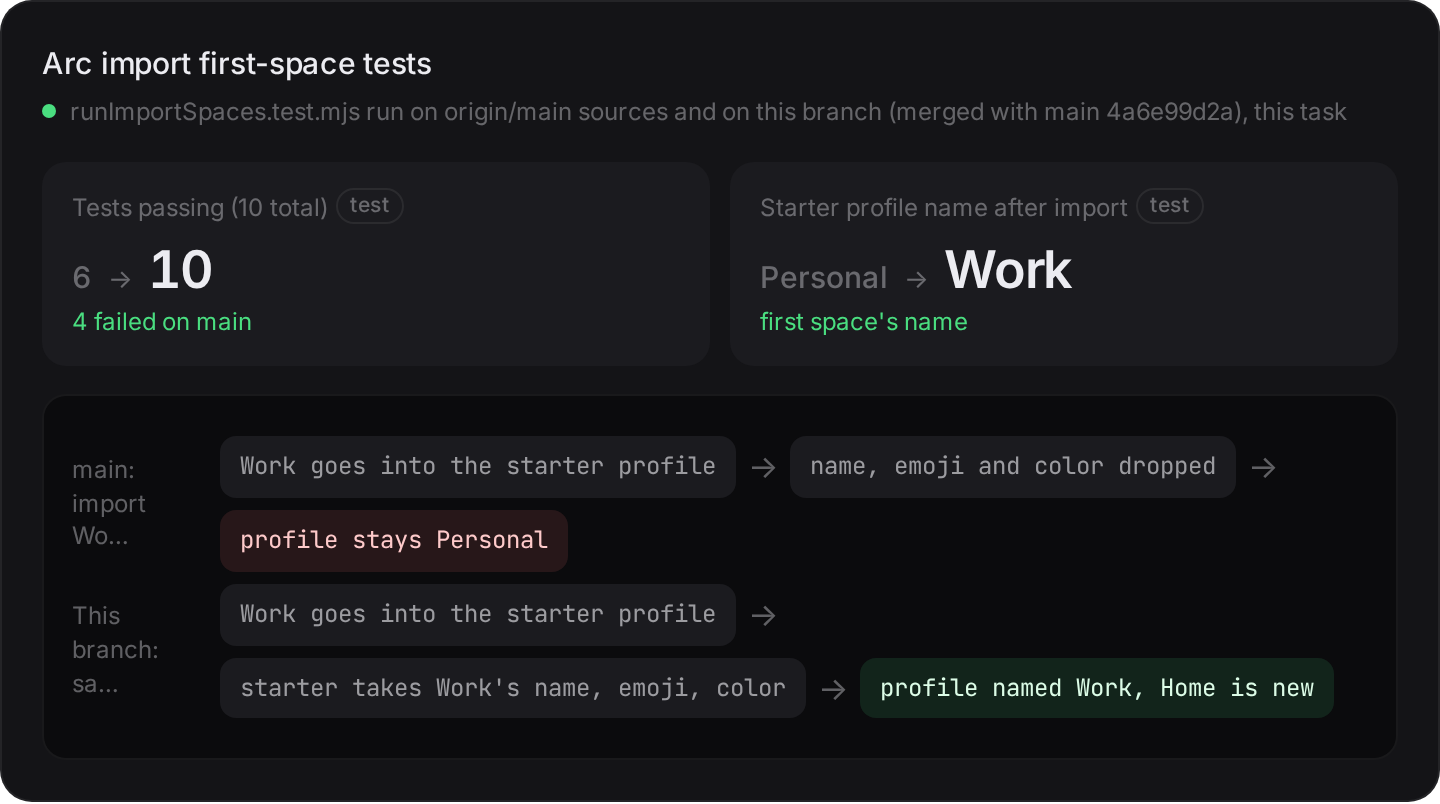 Arc import first-space tests
runImportSpaces.test.mjs run on origin/main sources and on this branch (merged with main 4a6e99d2a), this task
Tests passing (10 total) test
6 → 10
4 failed on main
Starter profile name after import test
Personal → Work
first space's name
main: import Wo...
Work goes into the starter profile → name, emoji and color dropped →
profile stays Personal
This branch: sa...
Work goes into the starter profile →
starter takes Work's name, emoji, color → profile named Work, Home is new